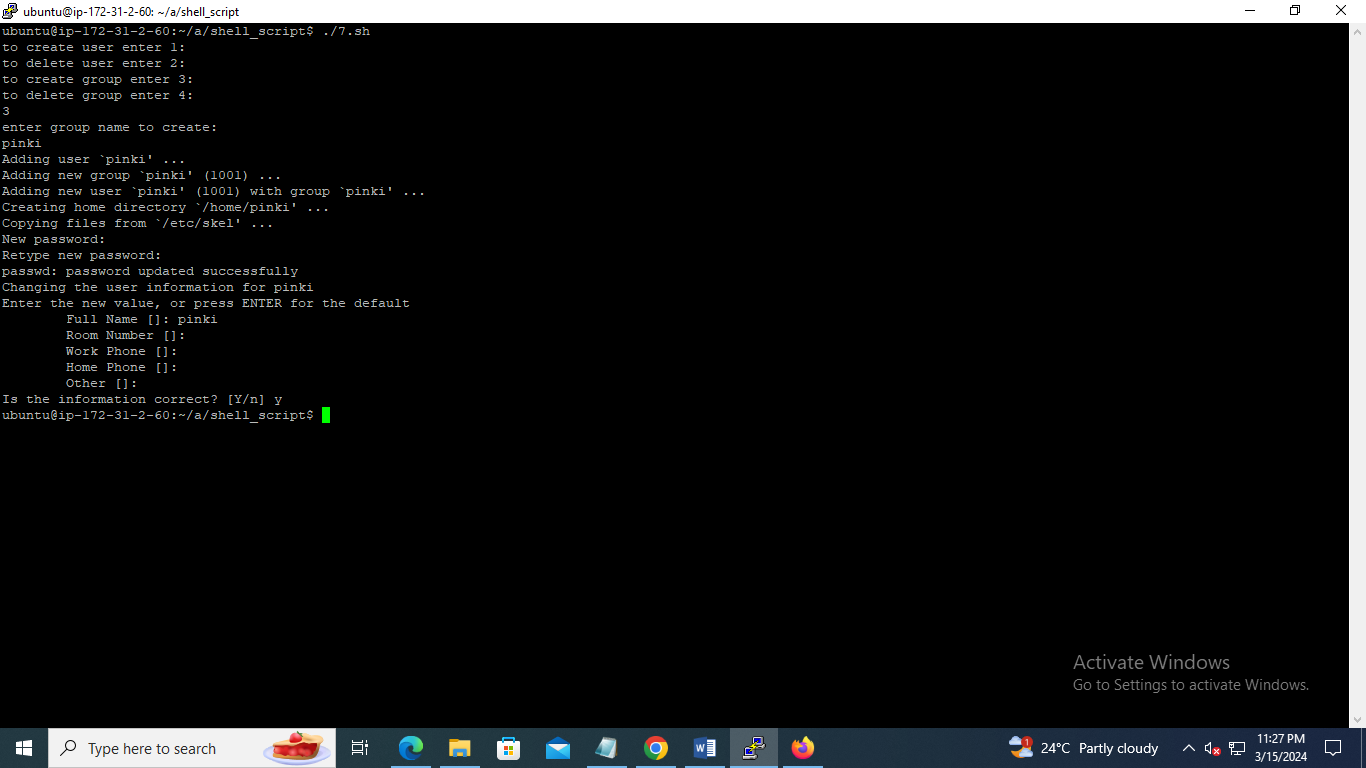 ubuntu@ip-172-31-2-60: ~/a/shell_script
ubuntu@ip-172-31-2-60:~/a/shell_script$ ./7.sh
to create user enter 1:
to delete user enter 2:
to create group enter 3:
to delete group enter 4:
3
enter group name to create:
pinki
Adding user `pinki' ...
Adding new group `pinki' (1001) ...
Adding new user `pinki' (1001) with group `pinki' ...
Creating home directory `/home/pinki' ...
Copying files from `/etc/skel' ...
New password:
Retype new password:
passwd: password updated successfully
Changing the user information for pinki
Enter the new value, or press ENTER for the default
Full Name []: pinki
Room Number []:
Work Phone []:
Home Phone []:
Other []:
Is the information correct? [Y/n] y
ubuntu@ip-172-31-2-60:~/a/shell_script$
Activate Windows
Go to Settings to activate Windows.
Type here to search
1
24°C Partly cloudy
11:27 PM
3/15/2024